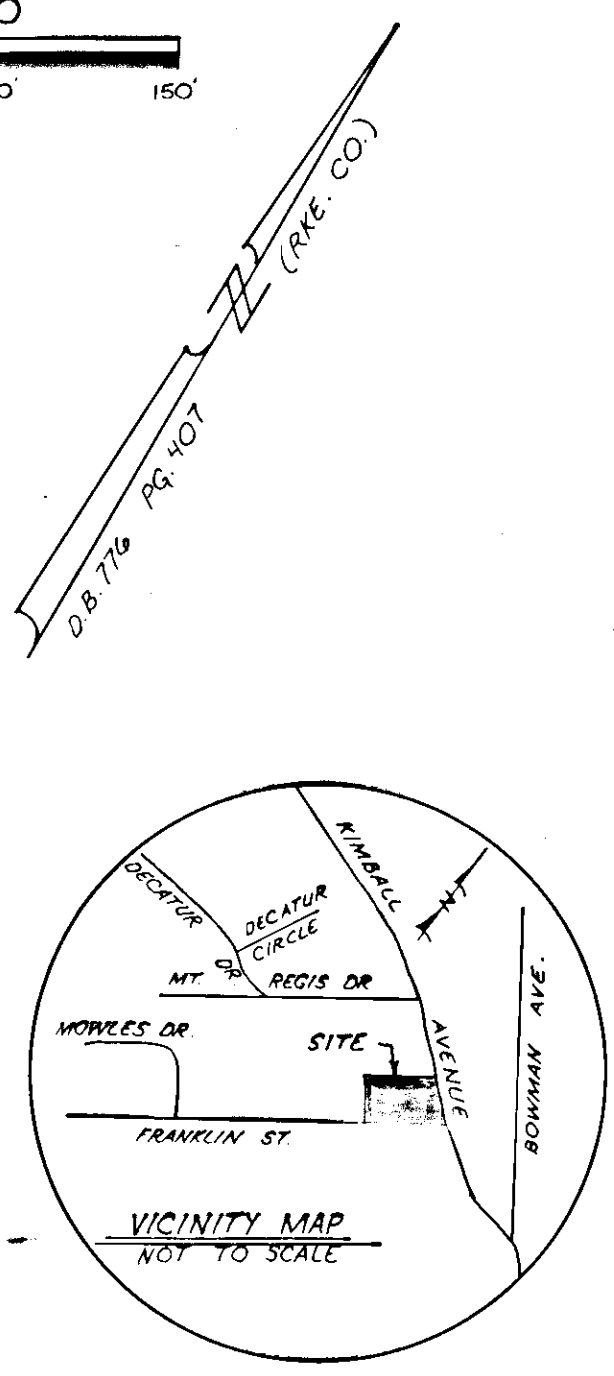 150'
N
(RKE. CO.)
D.B. 776 PG. 407
KIMBALL
DECATUR
DECATUR
CIRCLE
N
DR
MT. REGIS DR
MOWLES DR.
SITE
AVENUE
BOWMAN AVE.
FRANKLIN ST.
VICINITY MAP
NOT TO SCALE